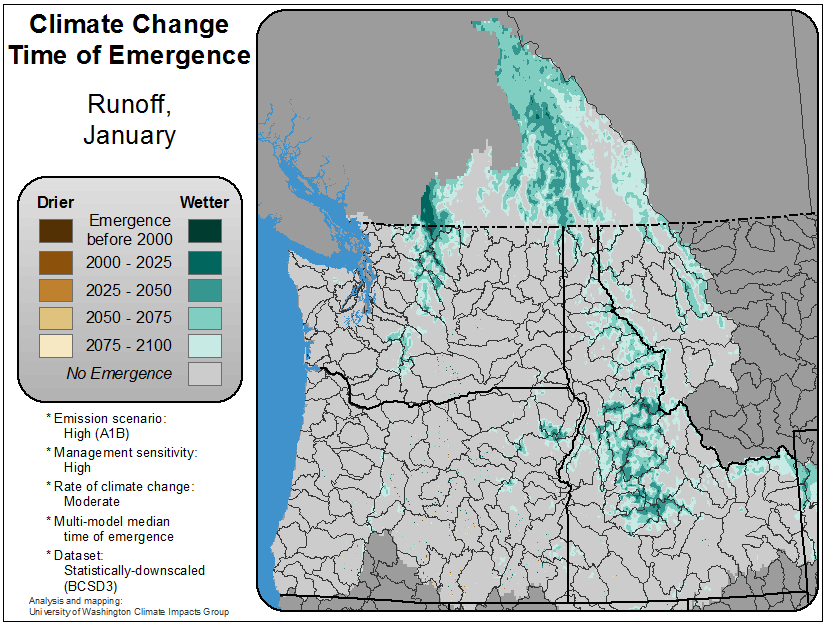 Climate Change
Time of Emergence
Runoff,
January
Drier
Wetter
Emergence
before 2000
2000 - 2025
2025 - 2050
2050 - 2075
2075 - 2100
No Emergence
* Emission scenario:
High (A1B)
* Management sensitivity:
High
* Rate of climate change:
Moderate
* Multi-model median
time of emergence
* Dataset:
Statistically-downscaled
(BCSD3)
Analysis and mapping:
University of Washington Climate Impacts Group